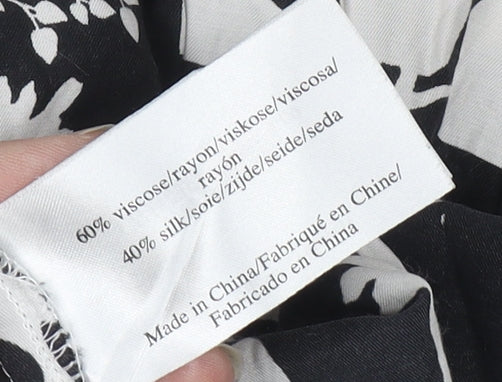 60% viscose/rayon/viskose/viscosa/
rayón
40% silk/soie/zijde/seide/seda
Made in China/Fabriqué en Chine/
Fabricado en China